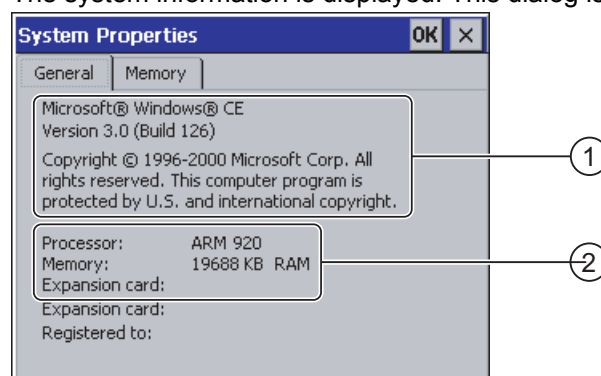 The system information is displayed. This dialog is
System Properties OK ×
General Memory
Microsoft® Windows® CE
Version 3.0 (Build 126)
Copyright © 1996-2000 Microsoft Corp. All
rights reserved. This computer program is
protected by U.S. and international copyright.
1
Processor: ARM 920
Memory: 19688 KB RAM
Expansion card:
2
Expansion card:
Registered to: